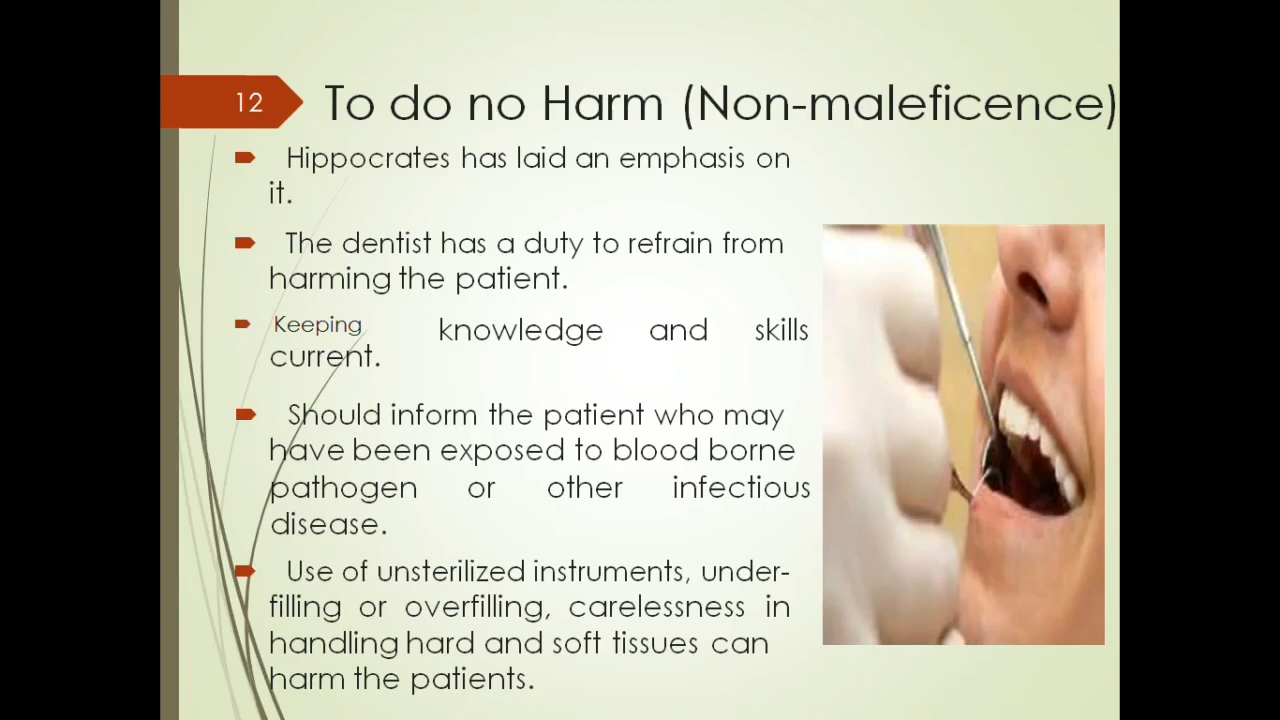 12
To do no Harm (Non-maleficence)
Hippocrates has laid an emphasis on
it.
The dentist has a duty to refrain from
harming the patient.
Keeping knowledge and skills
current.
Should inform the patient who may
have been exposed to blood borne
pathogen or other infectious
disease.
Use of unsterilized instruments, under-
filling or overfilling, carelessness in
handling hard and soft tissues can
harm the patients.